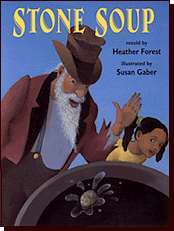 STONE SOUP
retold by
Heather Forest
illustrated by
Susan Gaber